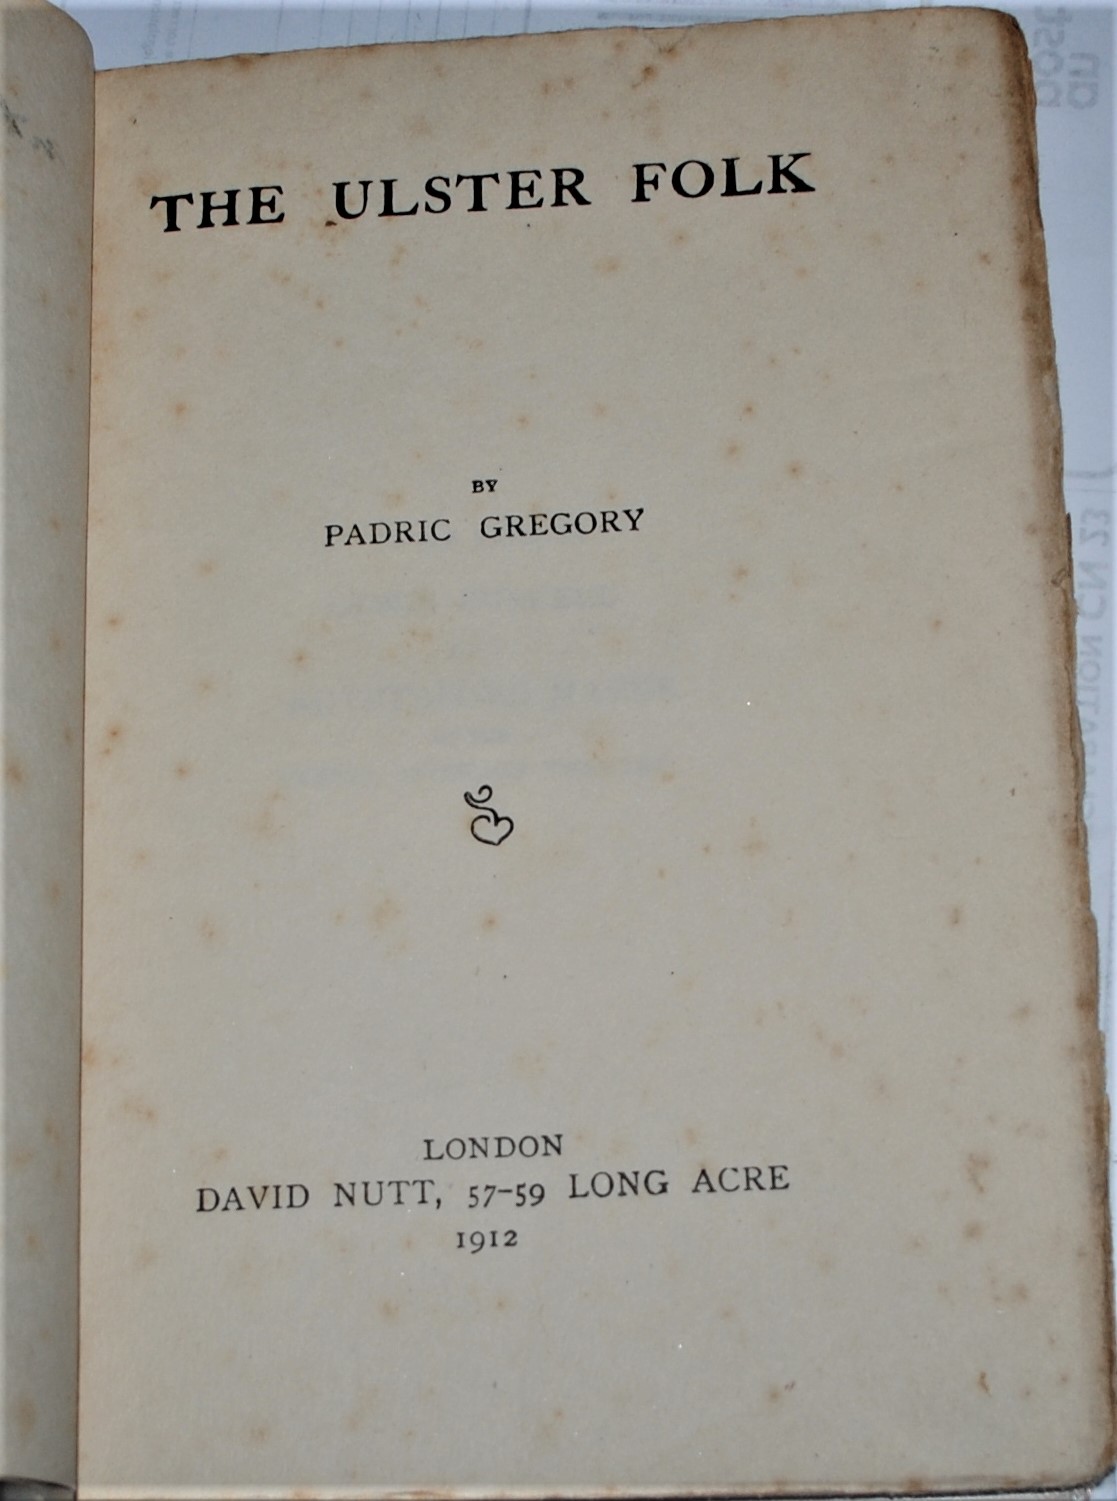 THE ULSTER FOLK
BY
PADRIC GREGORY
LONDON
DAVID NUTT, 57-59 LONG ACRE
1912